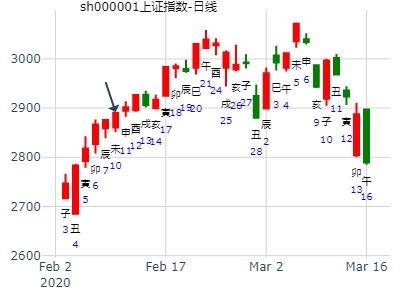 sh000001上证指数-日线
3000
2900
2800
2700
2600
子
3
丑
4
寅
5
卯
6
辰
7
未
10
申
11
酉
12
戌
13
亥
14
寅
17
卯
18
辰
19
巳
20
午
21
酉
24
戌
25
亥
26
子
27
丑
28
辰
2
巳
3
午
4
未
5
申
6
亥
9
子
10
丑
11
寅
12
卯
13
午
16
Feb 2
2020
Feb 17
Mar 2
Mar 16